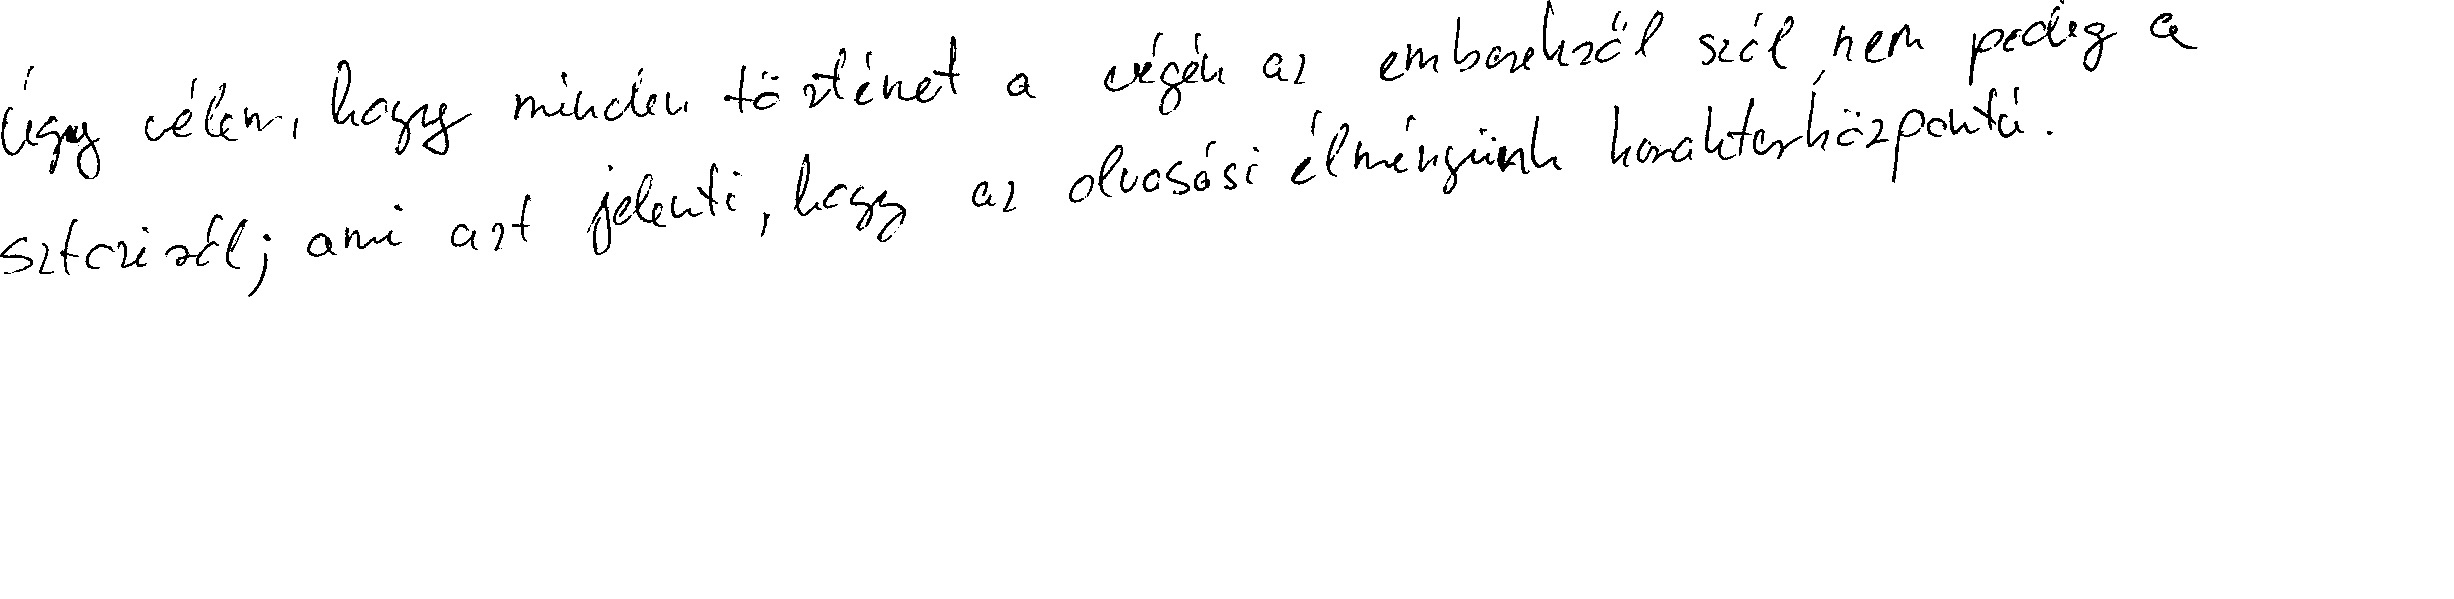 Úgy vélem, hogy minden történet a végén az emberekről szól, nem pedig a
sztoriról; ami azt jelenti, hogy az olvasási élményünk karakterközpontú.